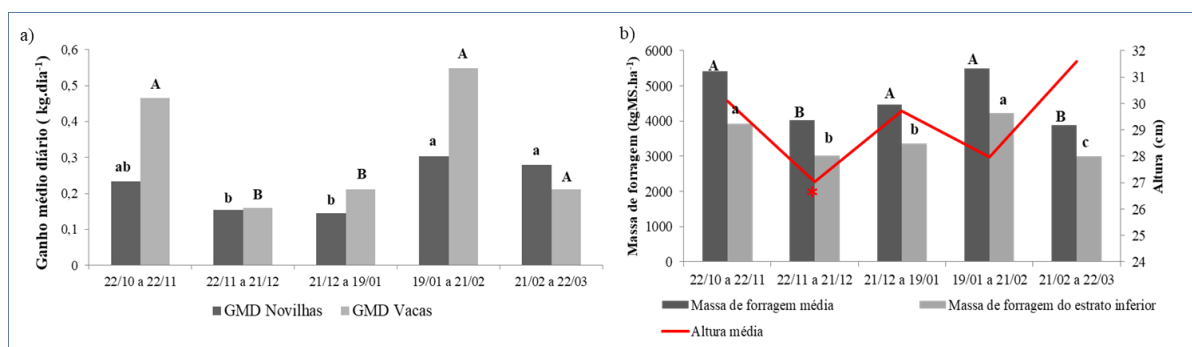 a)
Ganho médio diário ( kg.dia-1)
0,6
0,5
0,4
0,3
0,2
0,1
0
ab
A
b
B
b
B
a
A
a
A
22/10 a 22/11
22/11 a 21/12
21/12 a 19/01
19/01 a 21/02
21/02 a 22/03
GMD Novilhas
GMD Vacas
b)
Massa de forragem (kgMS.ha-1)
6000
5000
4000
3000
2000
1000
0
A
a
B
b
A
b
A
a
B
c
*
32
31
30
29
28
27
26
25
24
Altura (cm)
22/10 a 22/11
22/11 a 21/12
21/12 a 19/01
19/01 a 21/02
21/02 a 22/03
Massa de forragem média
Massa de forragem do estrato inferior
Altura média